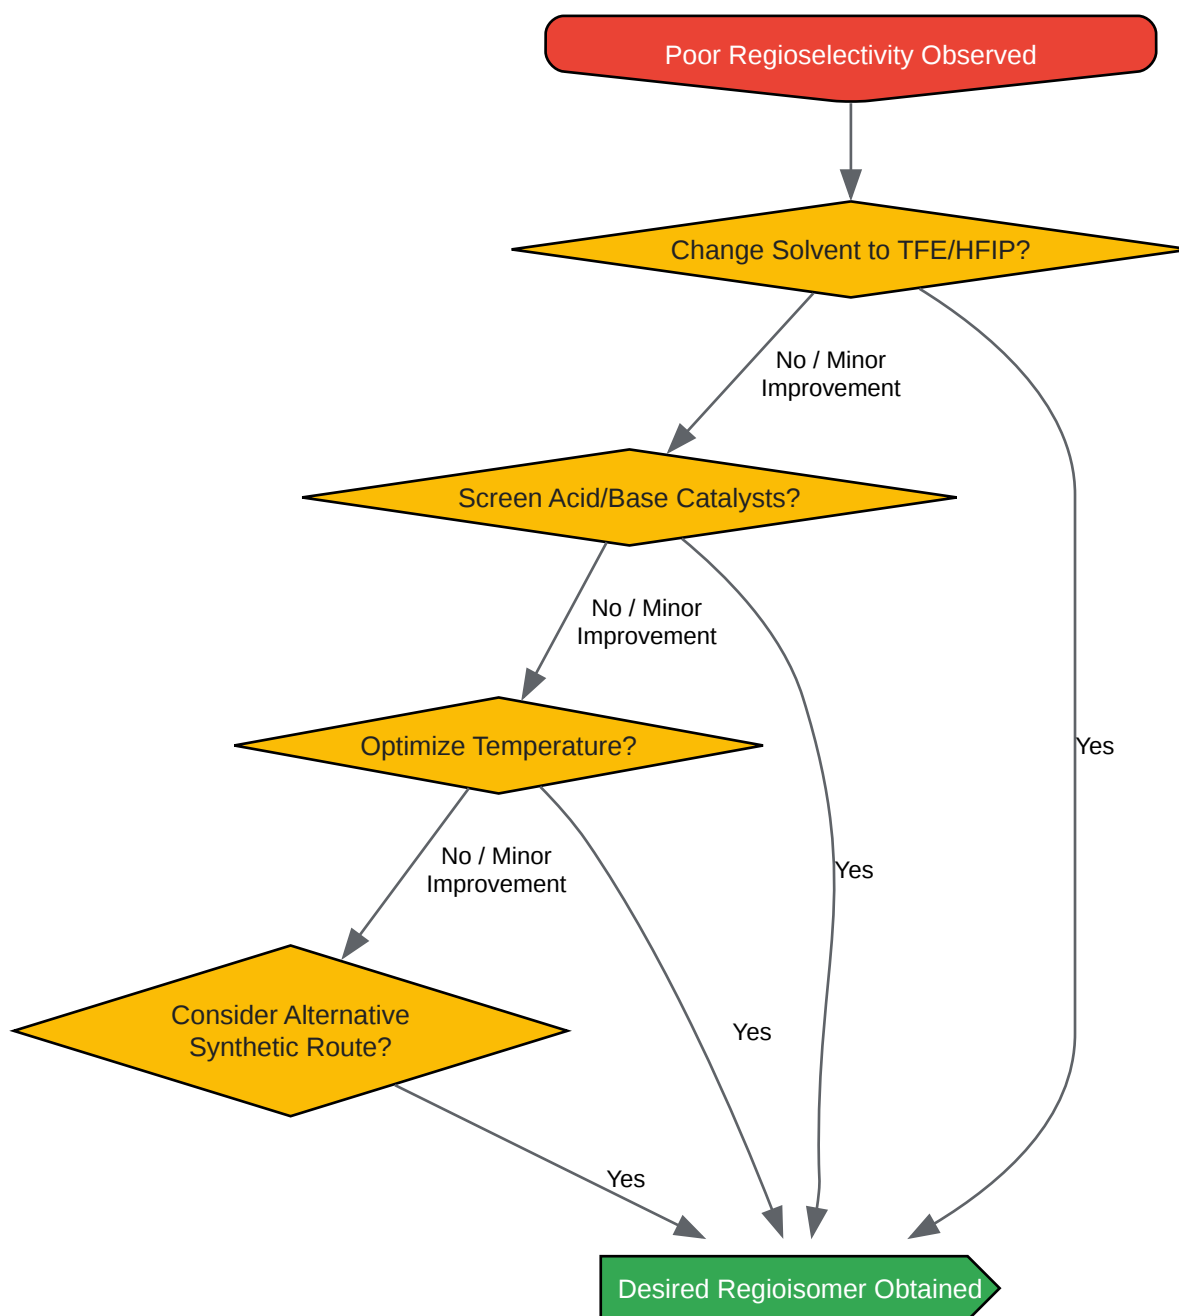 Poor Regioselectivity Observed
Change Solvent to TFE/HFIP?
No / Minor
Improvement
Screen Acid/Base Catalysts?
No / Minor
Improvement
Optimize Temperature?
Yes
No / Minor
Improvement
Yes
Consider Alternative
Synthetic Route?
Yes
Yes
Desired Regioisomer Obtained